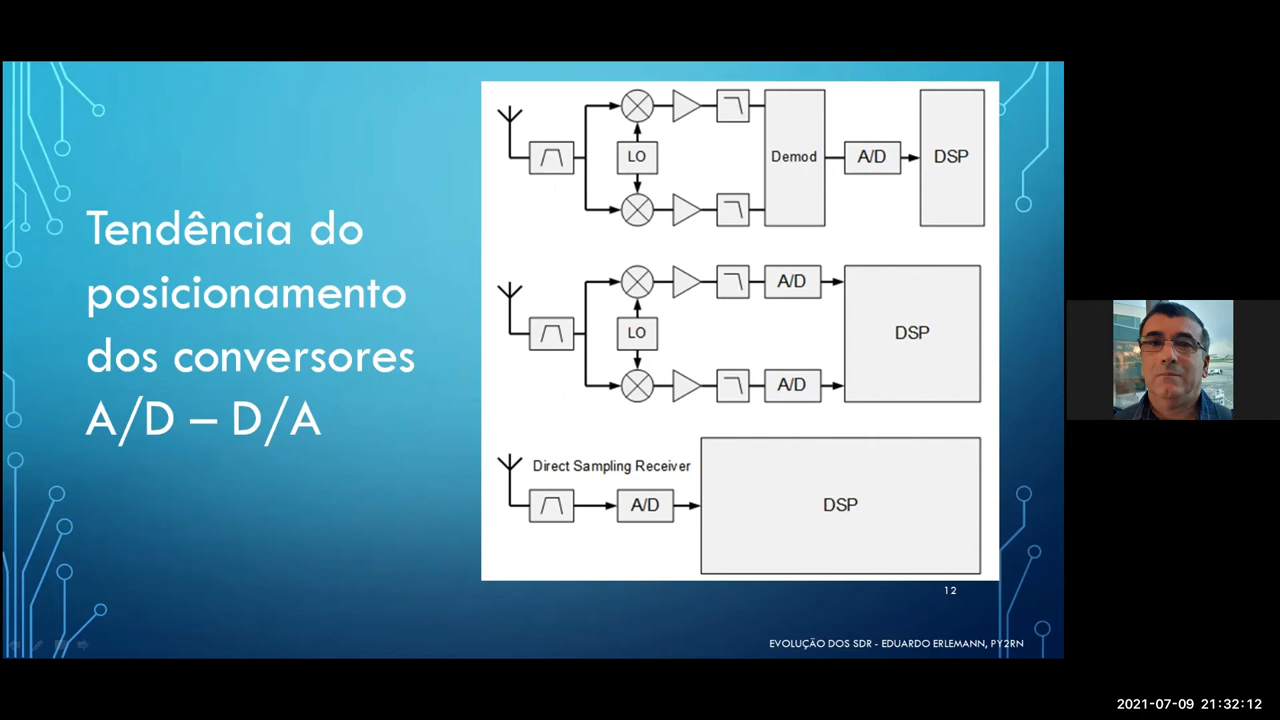 Tendência do
posicionamento
dos conversores
A/D – D/A
LO
Demod
A/D
DSP
A/D
LO
DSP
A/D
Direct Sampling Receiver
A/D
DSP
12
EVOLUÇÃO DOS SDR - EDUARDO ERLEMANN, PY2RN
2021-07-09 21:32:12